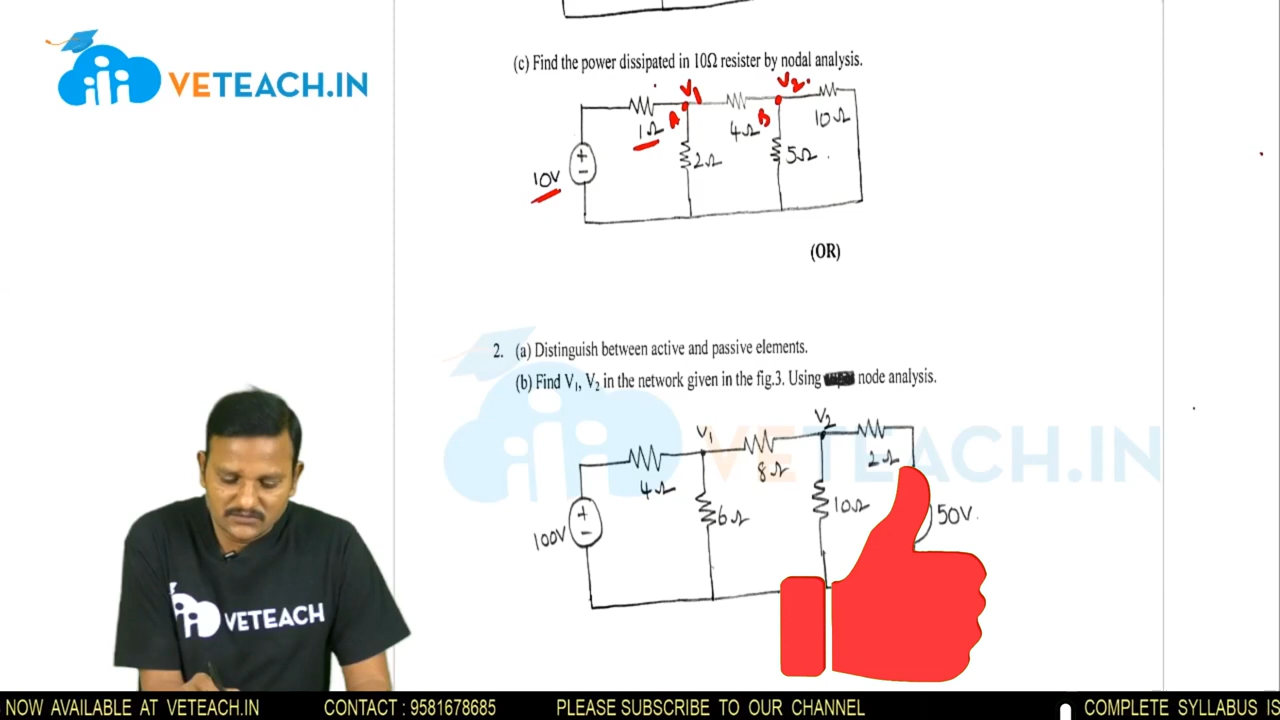 VETEACH.IN
(c) Find the power dissipated in 10Ω resister by nodal analysis.
V1 V2
1Ω A 4Ω B 10Ω
2Ω 5Ω
10V
(OR)
2. (a) Distinguish between active and passive elements.
(b) Find V1, V2 in the network given in the fig.3. Using node analysis.
VETEACH.IN
V1 V2
4Ω 8Ω 2Ω
6Ω 10Ω 50V
100V
VETEACH
NOW AVAILABLE AT VETEACH.IN CONTACT : 9581678685 PLEASE SUBSCRIBE TO OUR CHANNEL COMPLETE SYLLABUS IS